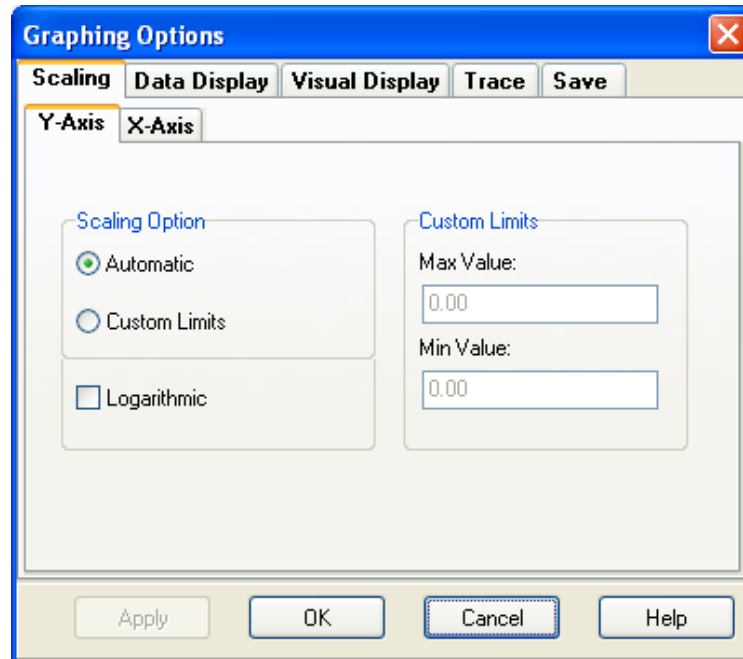 Graphing Options
Scaling Data Display Visual Display Trace Save
Y-Axis X-Axis
Scaling Option
Automatic
Custom Limits
Logarithmic
Custom Limits
Max Value:
0.00
Min Value:
0.00
Apply OK Cancel Help